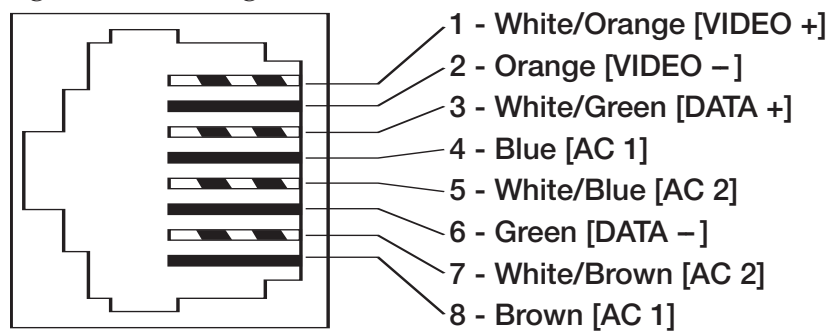 1 - White/Orange [VIDEO +]
2 - Orange [VIDEO – ]
3 - White/Green [DATA +]
4 - Blue [AC 1]
5 - White/Blue [AC 2]
6 - Green [DATA – ]
7 - White/Brown [AC 2]
8 - Brown [AC 1]